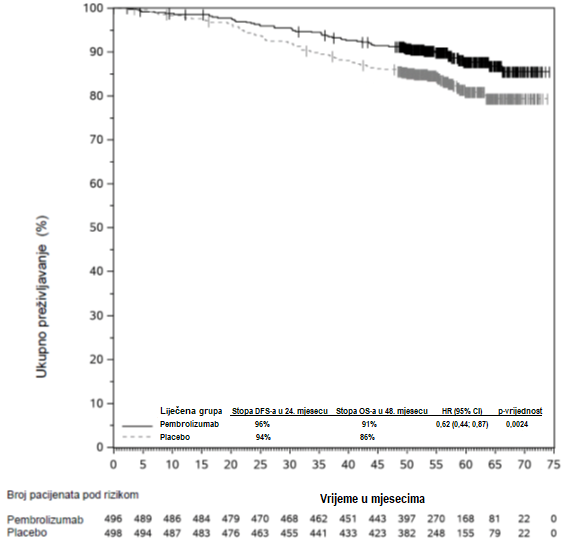 100
90
80
70
60
50
40
30
20
10
0
Ukupno preživljavanje (%)
Liječena grupa Stopa DFS-a u 24. mjesecu Stopa OS-a u 48. mjesecu HR (95% CI) p-vrijednost
Pembrolizumab 96% 91% 0,62 (0,44; 0,87) 0,0024
Placebo 94% 86%
0 5 10 15 20 25 30 35 40 45 50 55 60 65 70 75
Broj pacijenata pod rizikom
Vrijeme u mjesecima
Pembrolizumab 496 489 486 484 479 470 468 462 451 443 397 270 168 81 22 0
Placebo 498 494 487 483 476 463 455 441 433 423 382 248 155 79 22 0